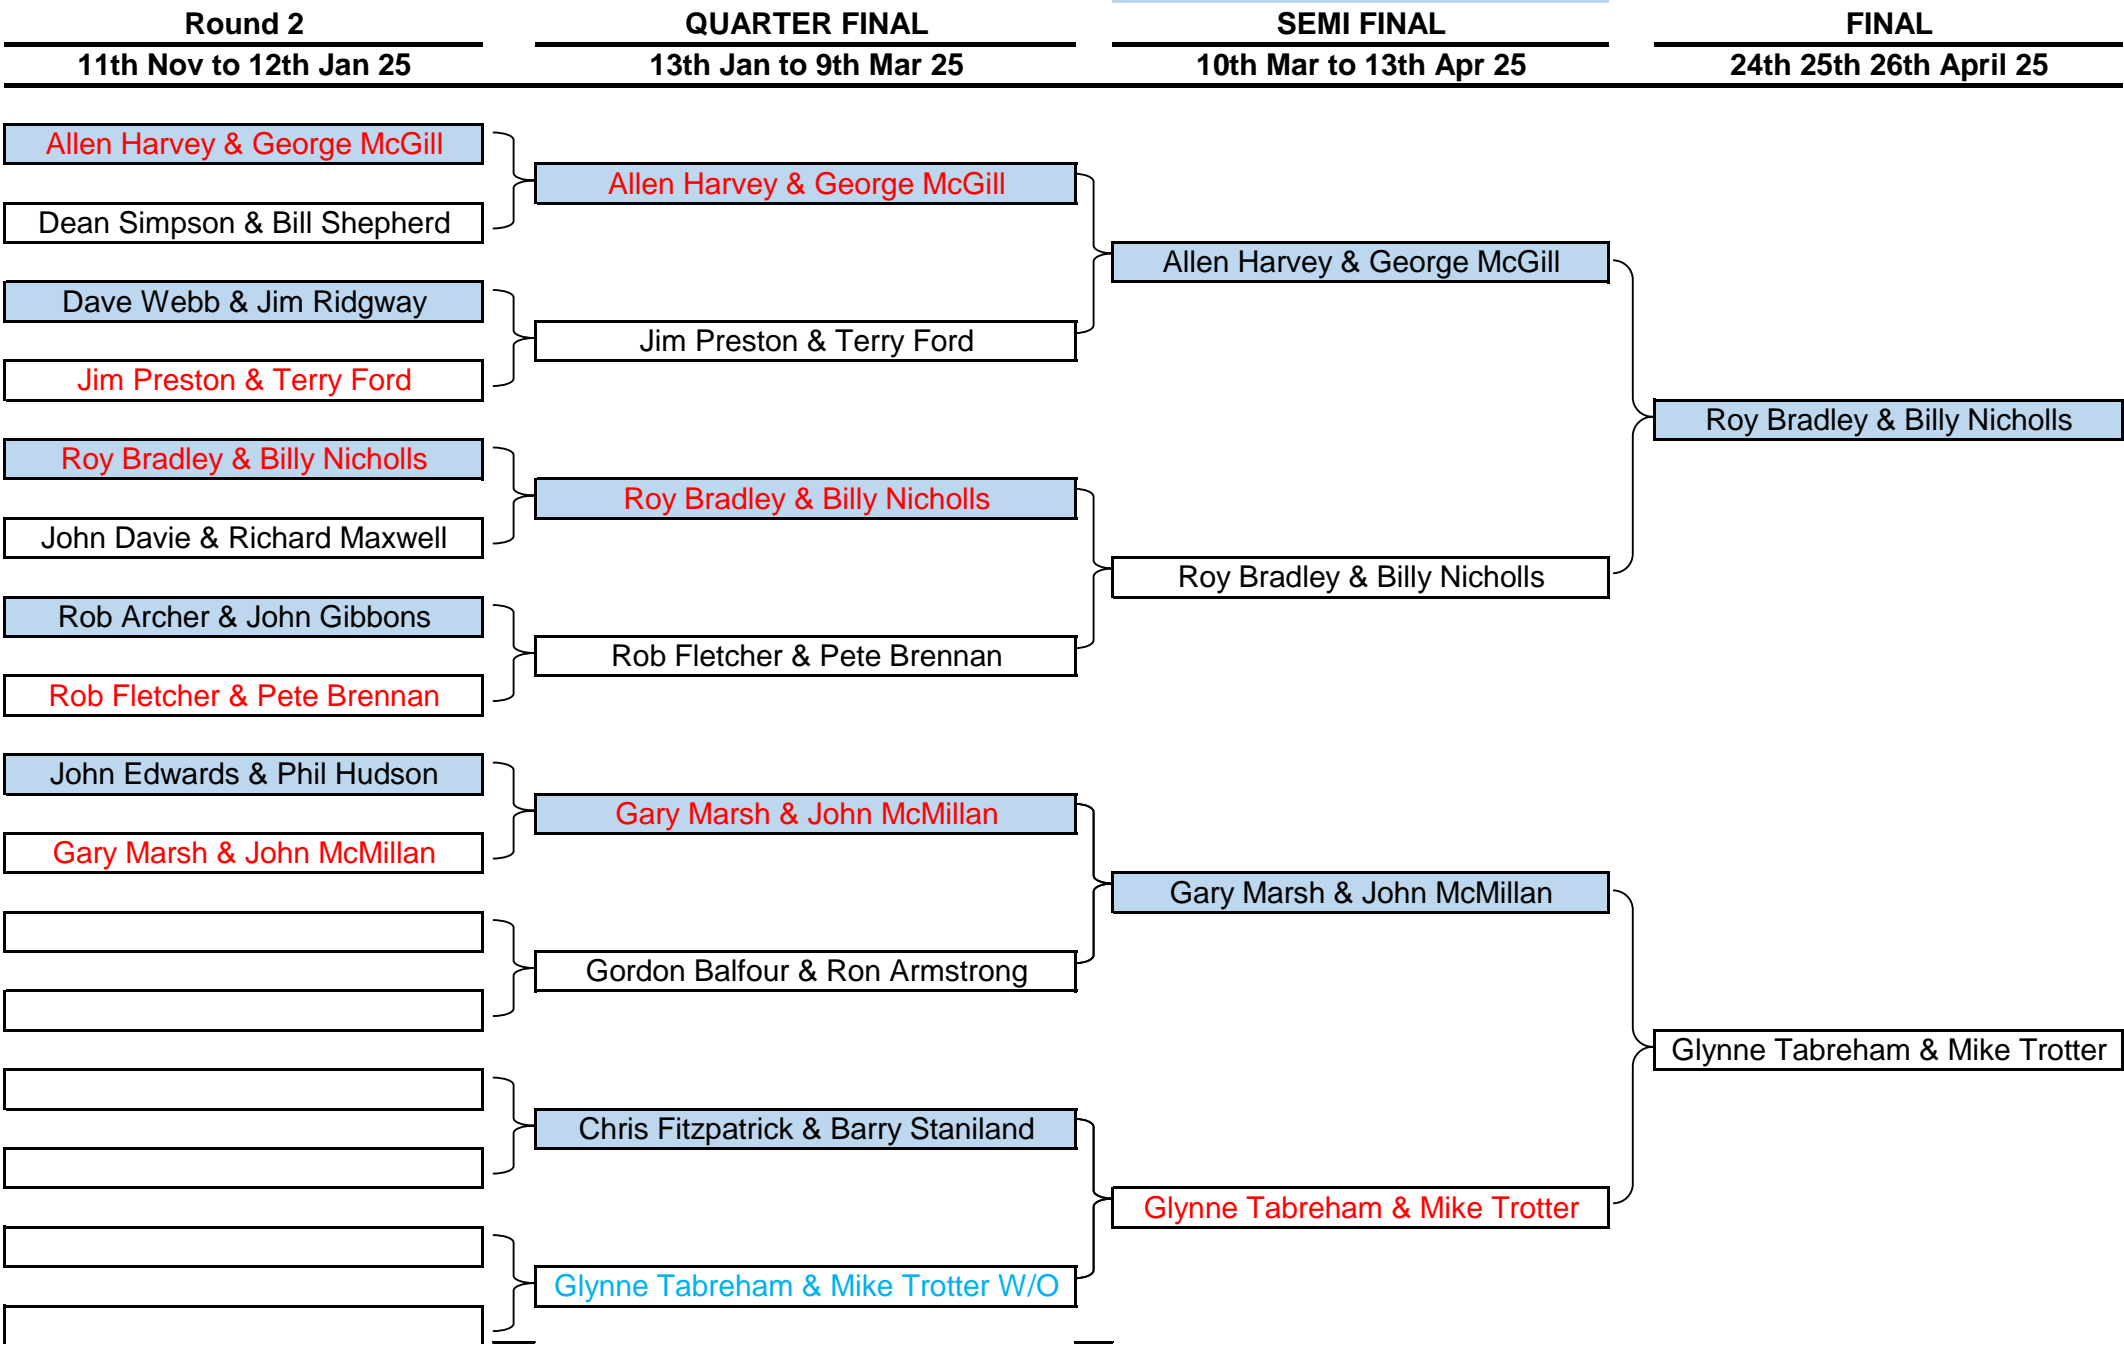 Round 2
QUARTER FINAL
SEMI FINAL
FINAL
11th Nov to 12th Jan 25
13th Jan to 9th Mar 25
10th Mar to 13th Apr 25
24th 25th 26th April 25
Allen Harvey & George McGill
Dean Simpson & Bill Shepherd
Dave Webb & Jim Ridgway
Jim Preston & Terry Ford
Roy Bradley & Billy Nicholls
John Davie & Richard Maxwell
Rob Archer & John Gibbons
Rob Fletcher & Pete Brennan
John Edwards & Phil Hudson
Gary Marsh & John McMillan
Allen Harvey & George McGill
Jim Preston & Terry Ford
Roy Bradley & Billy Nicholls
Rob Fletcher & Pete Brennan
Gary Marsh & John McMillan
Gordon Balfour & Ron Armstrong
Chris Fitzpatrick & Barry Staniland
Glynne Tabreham & Mike Trotter W/O
Allen Harvey & George McGill
Roy Bradley & Billy Nicholls
Gary Marsh & John McMillan
Glynne Tabreham & Mike Trotter
Roy Bradley & Billy Nicholls
Glynne Tabreham & Mike Trotter